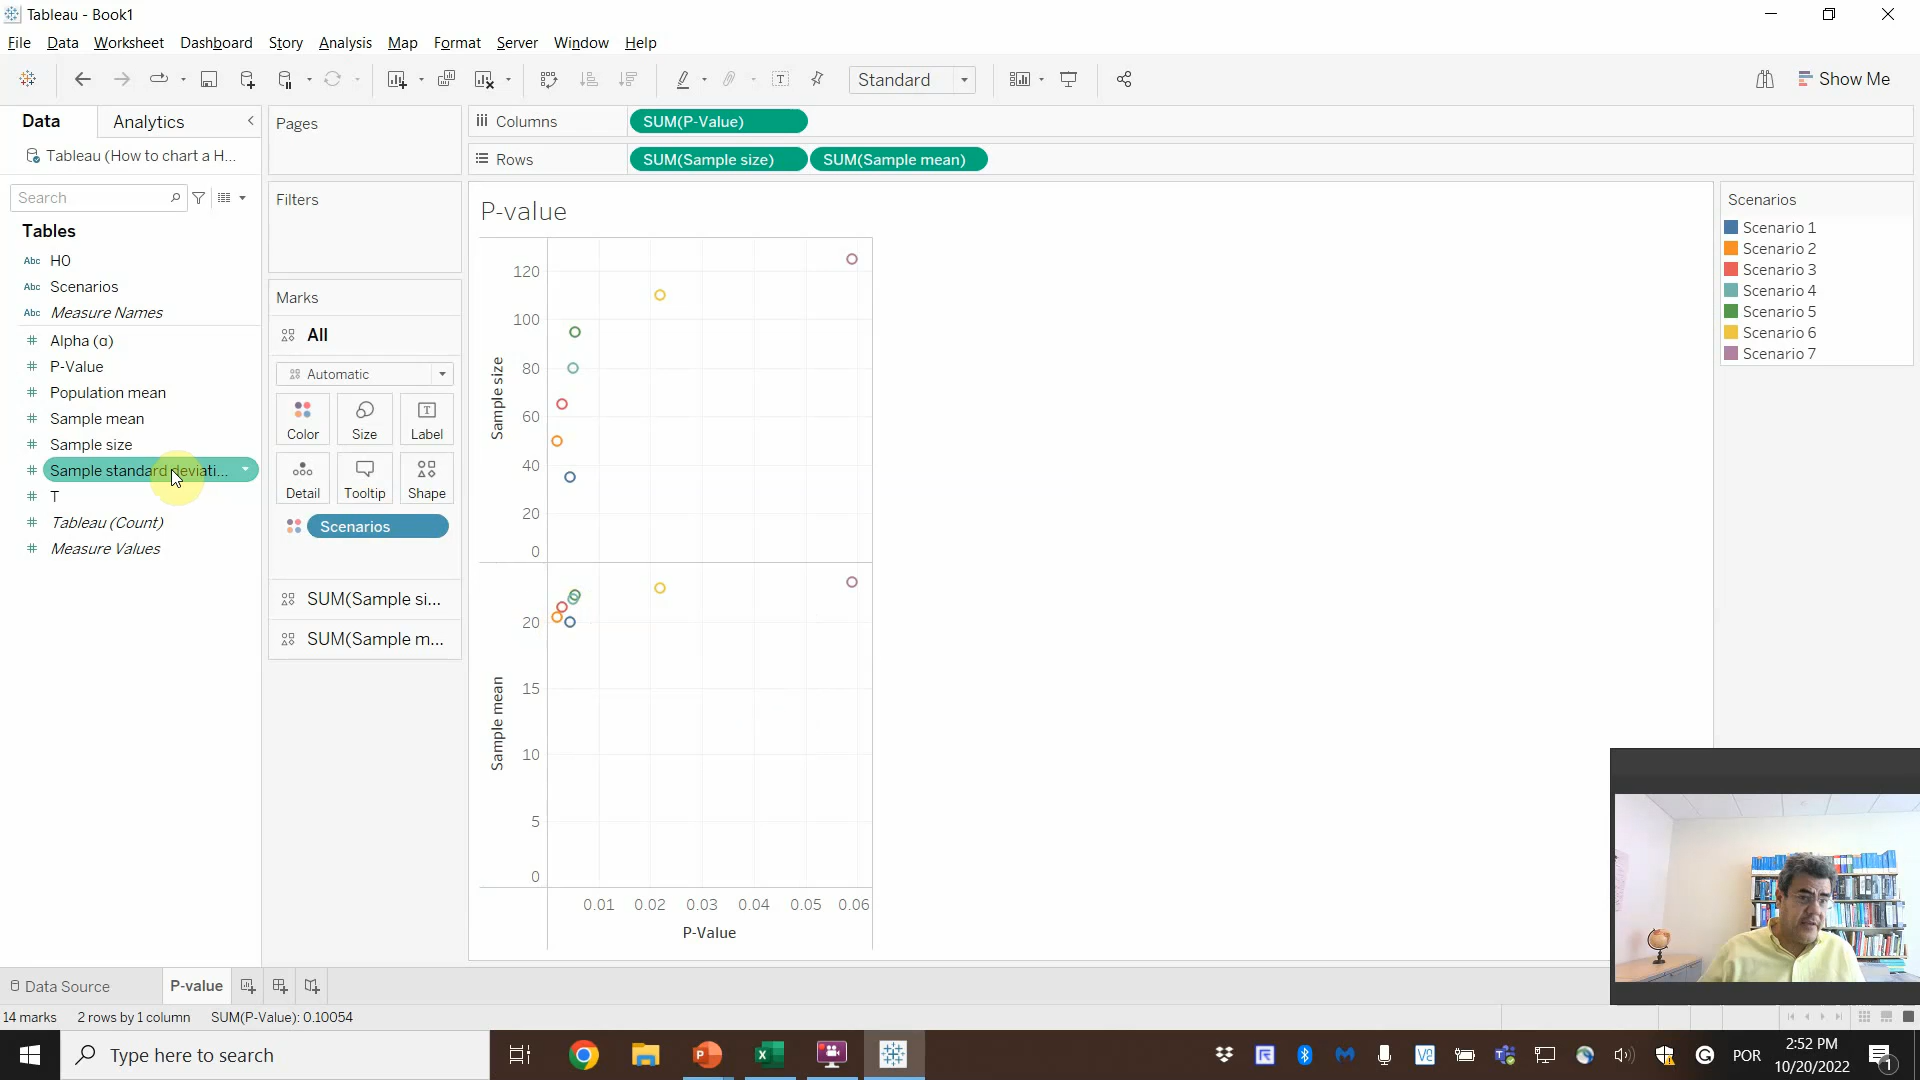 Tableau - Book1
File Data Worksheet Dashboard Story Analysis Map Format Server Window Help
Standard
Show Me
Data Analytics
Pages
Columns
SUM(P-Value)
Tableau (How to chart a H...
Rows
SUM(Sample size) SUM(Sample mean)
Search
Filters
Tables
Abc H0
Abc Scenarios
Abc Measure Names
# Alpha (α)
# P-Value
# Population mean
# Sample mean
# Sample size
# Sample standard deviati...
# T
# Tableau (Count)
# Measure Values
Marks
All
Automatic
Color Size Label
Detail Tooltip Shape
Scenarios
SUM(Sample si...
SUM(Sample m...
P-value
120
100
80
60
40
20
0
Sample size
20
15
10
5
0
Sample mean
0.01 0.02 0.03 0.04 0.05 0.06
P-Value
Scenarios
Scenario 1
Scenario 2
Scenario 3
Scenario 4
Scenario 5
Scenario 6
Scenario 7
Data Source P-value
14 marks 2 rows by 1 column SUM(P-Value): 0.10054
Type here to search
POR
2:52 PM
10/20/2022
1